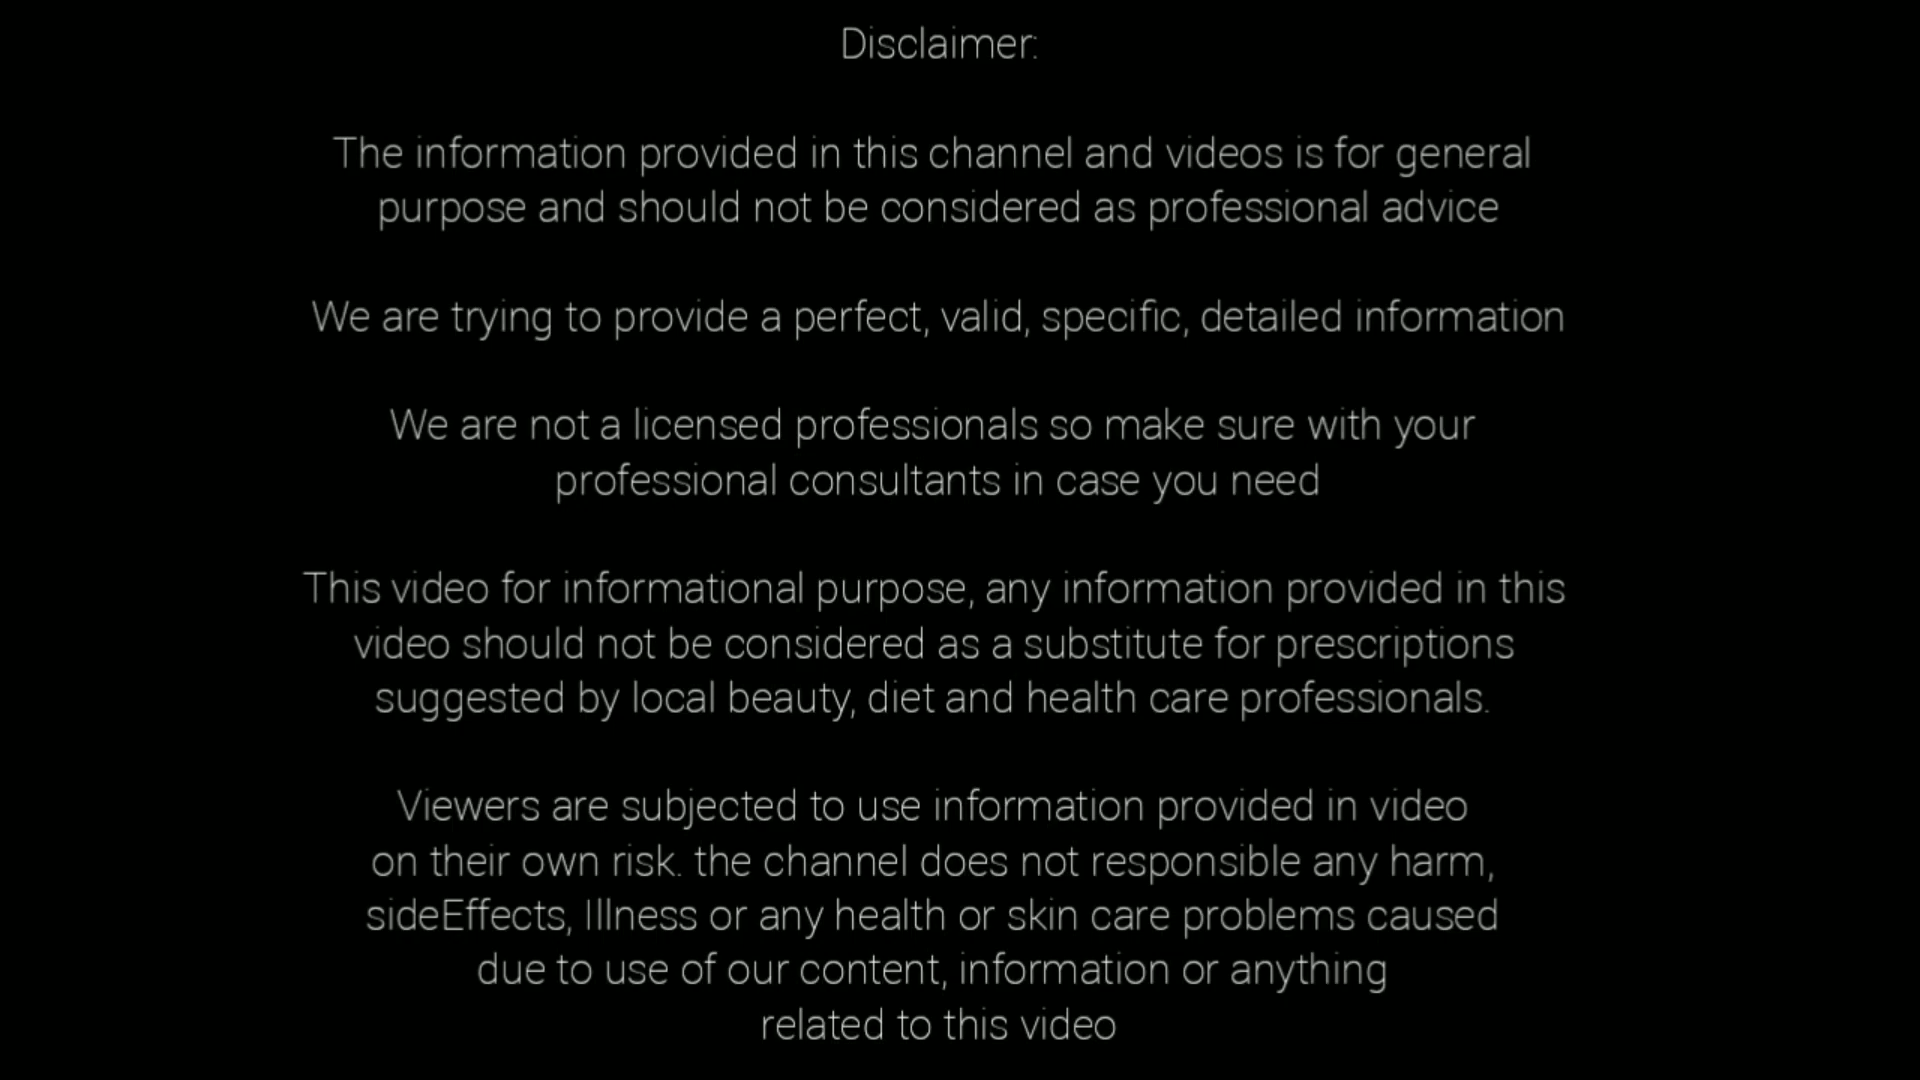 Disclaimer:
The information provided in this channel and videos is for general
purpose and should not be considered as professional advice
We are trying to provide a perfect, valid, specific, detailed information
We are not a licensed professionals so make sure with your
professional consultants in case you need
This video for informational purpose, any information provided in this
video should not be considered as a substitute for prescriptions
suggested by local beauty, diet and health care professionals.
Viewers are subjected to use information provided in video
on their own risk. the channel does not responsible any harm,
sideEffects, Illness or any health or skin care problems caused
due to use of our content, information or anything
related to this video